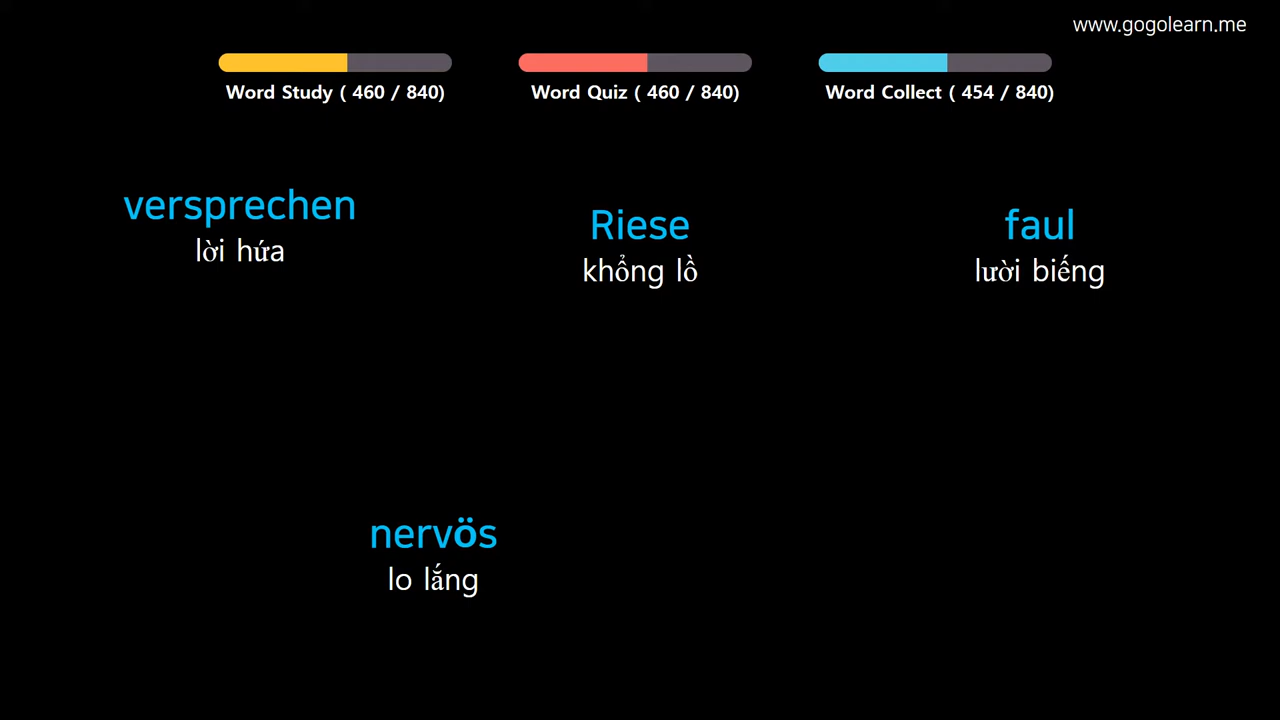 www.gogolearn.me
Word Study ( 460 / 840)
Word Quiz ( 460 / 840)
Word Collect ( 454 / 840)
versprechen
lời hứa
Riese
khổng lồ
faul
lười biếng
nervös
lo lắng